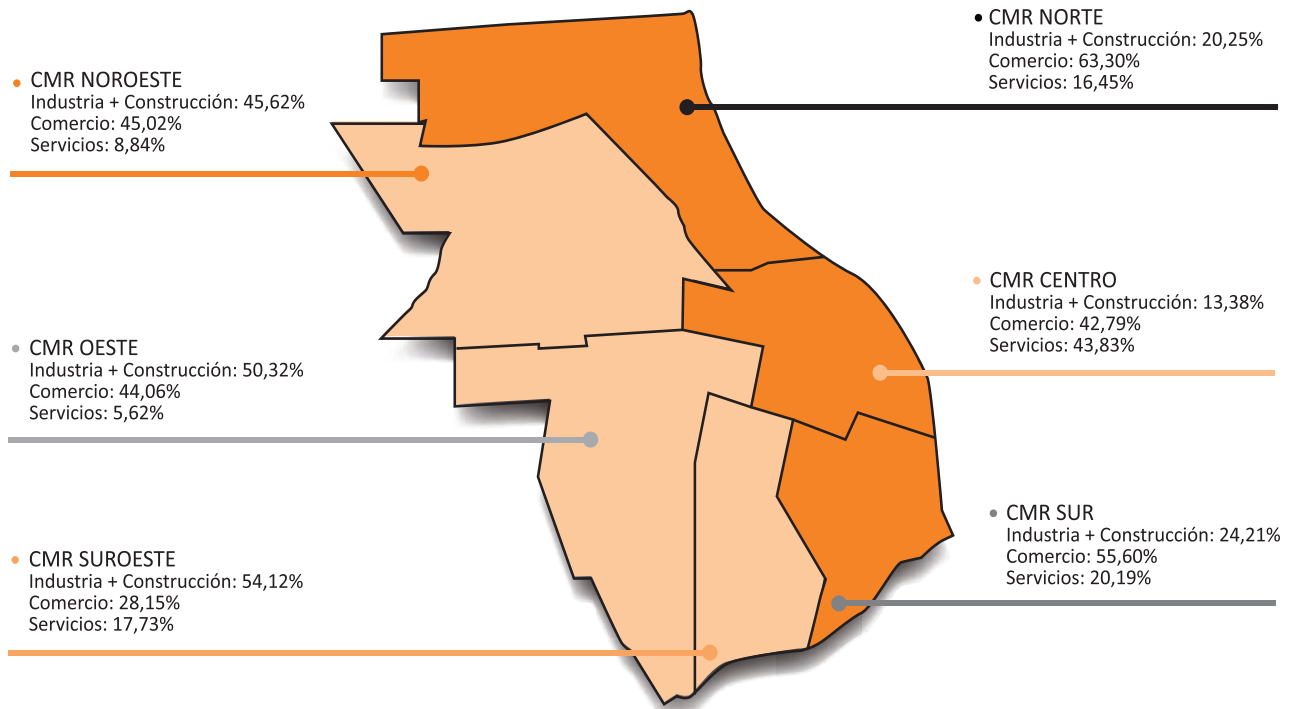 CMR NORTE
Industria + Construcción: 20,25%
Comercio: 63,30%
Servicios: 16,45%
CMR NOROESTE
Industria + Construcción: 45,62%
Comercio: 45,02%
Servicios: 8,84%
CMR CENTRO
Industria + Construcción: 13,38%
Comercio: 42,79%
Servicios: 43,83%
CMR OESTE
Industria + Construcción: 50,32%
Comercio: 44,06%
Servicios: 5,62%
CMR SUR
Industria + Construcción: 24,21%
Comercio: 55,60%
Servicios: 20,19%
CMR SUROESTE
Industria + Construcción: 54,12%
Comercio: 28,15%
Servicios: 17,73%